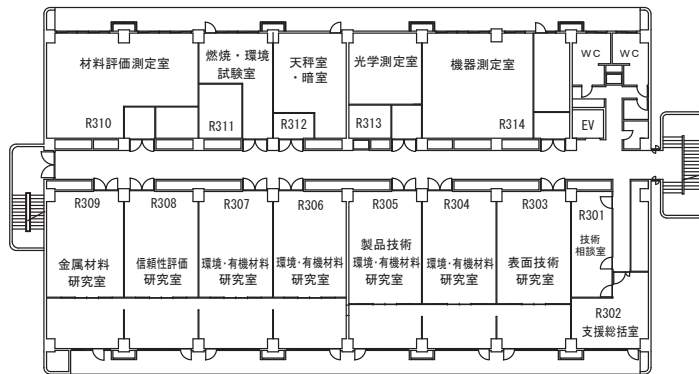 材料評価測定室
R310
燃焼・環境
試験室
R311
天秤室
・暗室
R312
光学測定室
R313
機器測定室
R314
WC
WC
EV
R309
金属材料
研究室
R308
信頼性評価
研究室
R307
環境・有機材料
研究室
R306
環境・有機材料
研究室
R305
製品技術
環境・有機材料
研究室
R304
環境・有機材料
研究室
R303
表面技術
研究室
R301
技術
相談室
R302
支援総括室